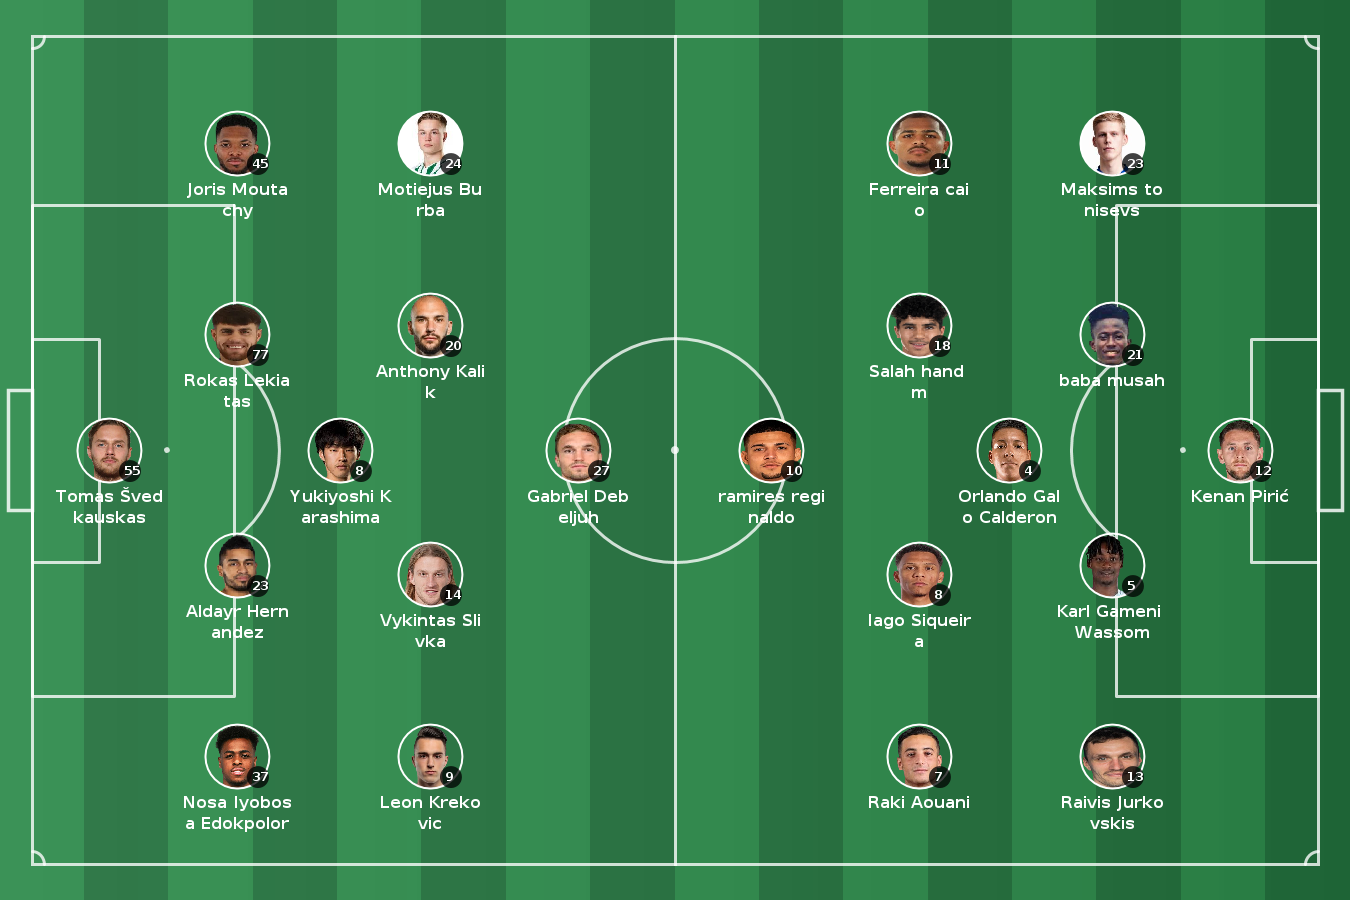 45
Joris Mouta
chy
24
Motiejus Bu
rba
11
Ferreira cai
o
23
Maksims to
nisevs
77
Rokas Lekia
tas
20
Anthony Kali
k
18
Salah hand
m
21
baba musah
55
Tomas Šved
kauskas
8
Yukiyoshi K
arashima
27
Gabriel Deb
eljuh
10
ramires regi
naldo
4
Orlando Gal
o Calderon
12
Kenan Pirić
23
Aldayr Hern
andez
14
Vykintas Sli
vka
8
Iago Siqueir
a
5
Karl Gameni
Wassom
37
Nosa Iyobos
a Edokpolor
9
Leon Kreko
vic
7
Raki Aouani
13
Raivis Jurko
vskis